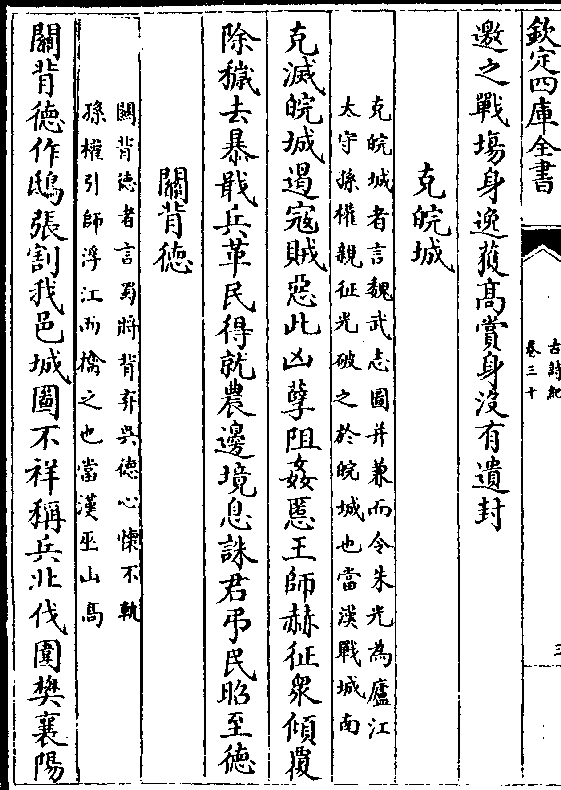 欽定四庫全書
古詩紀
卷三十
三
邀之戰塲身逸獲高賞身没有遺封
克皖城
克皖城者言魏武志圖并兼而令朱光為廬江
太守孫權親征光破之於皖城也當漢戰城南
克滅皖城遏寇賊惡此凶孽阻姦慝王師赫征衆傾覆
除穢去暴戢兵革民得就農邊境息誅君弔民昭至德
關背德
關背德者言蜀將背弃吳德心懷不軌
孫權引師浮江而擒之也當漢巫山高
關背德作鴟張割我邑城圖不祥稱兵北伐圍樊襄陽